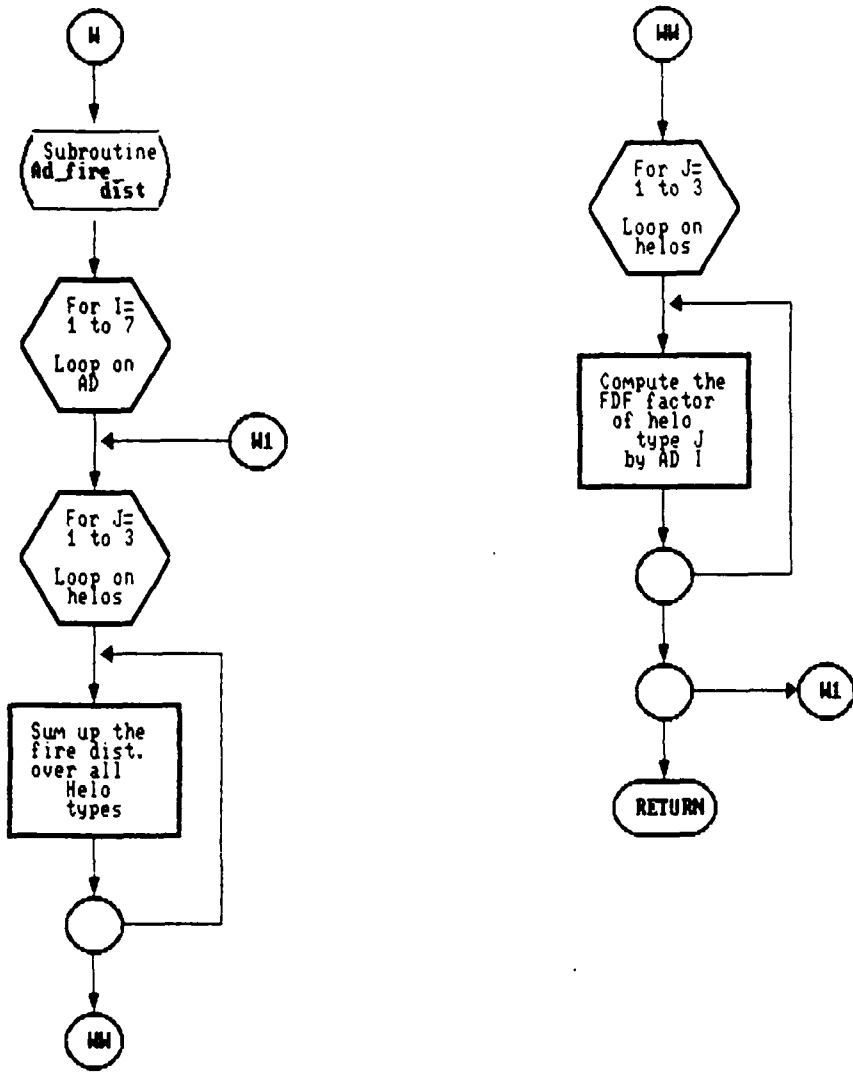 W
Subroutine
Ad_fire_
dist
For I=
1 to 7
Loop on
AD
W1
For J=
1 to 3
Loop on
helos
Sum up the
fire dist.
over all
Helo
types
WW
WW
For J=
1 to 3
Loop on
helos
Compute the
FDF factor
of helo
type J
by AD I
W1
RETURN